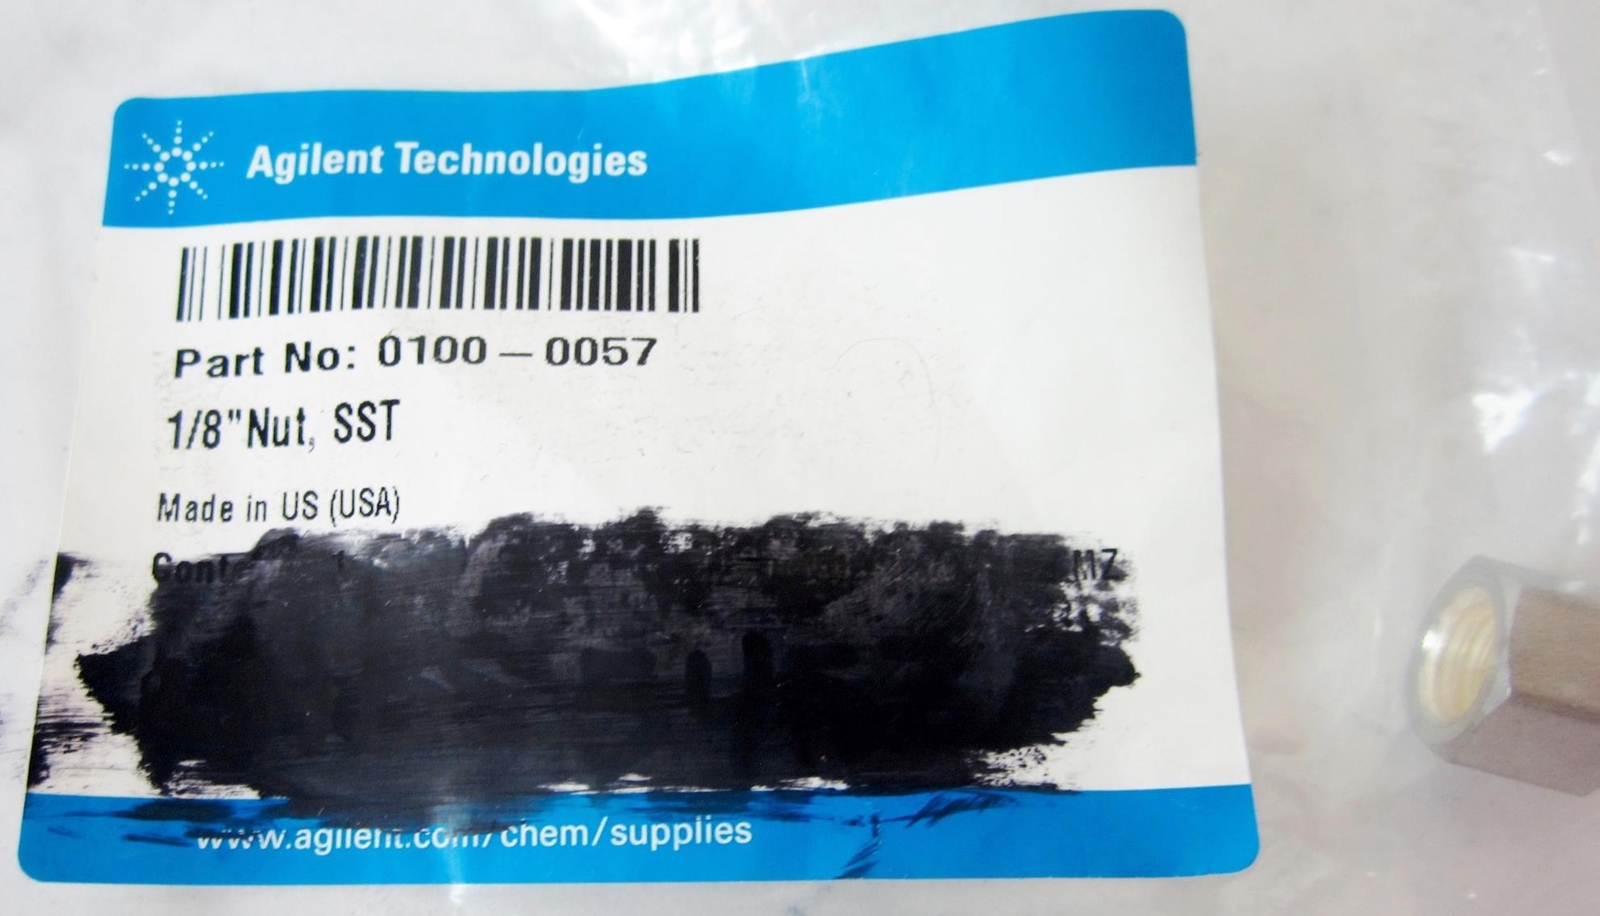 Agilent Technologies
Part No: 0100-0057
1/8" Nut, SST
Made in US (USA)
www.agilent.com/chem/supplies